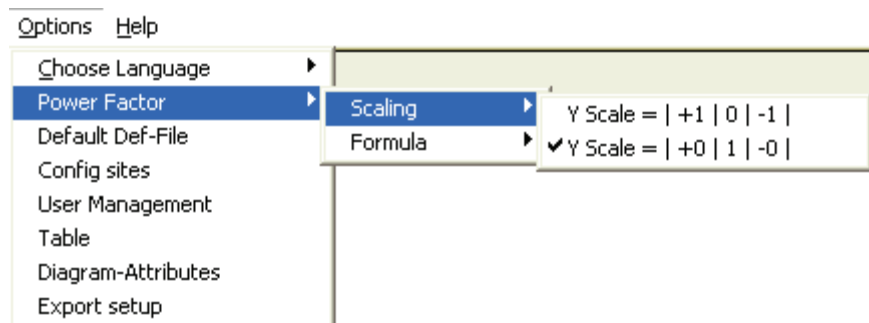 Options Help
Choose Language
Power Factor
Default Def-File
Config sites
User Management
Table
Diagram-Attributes
Export setup
Scaling
Formula
Y Scale = | +1 | 0 | -1 |
Y Scale = | +0 | 1 | -0 |